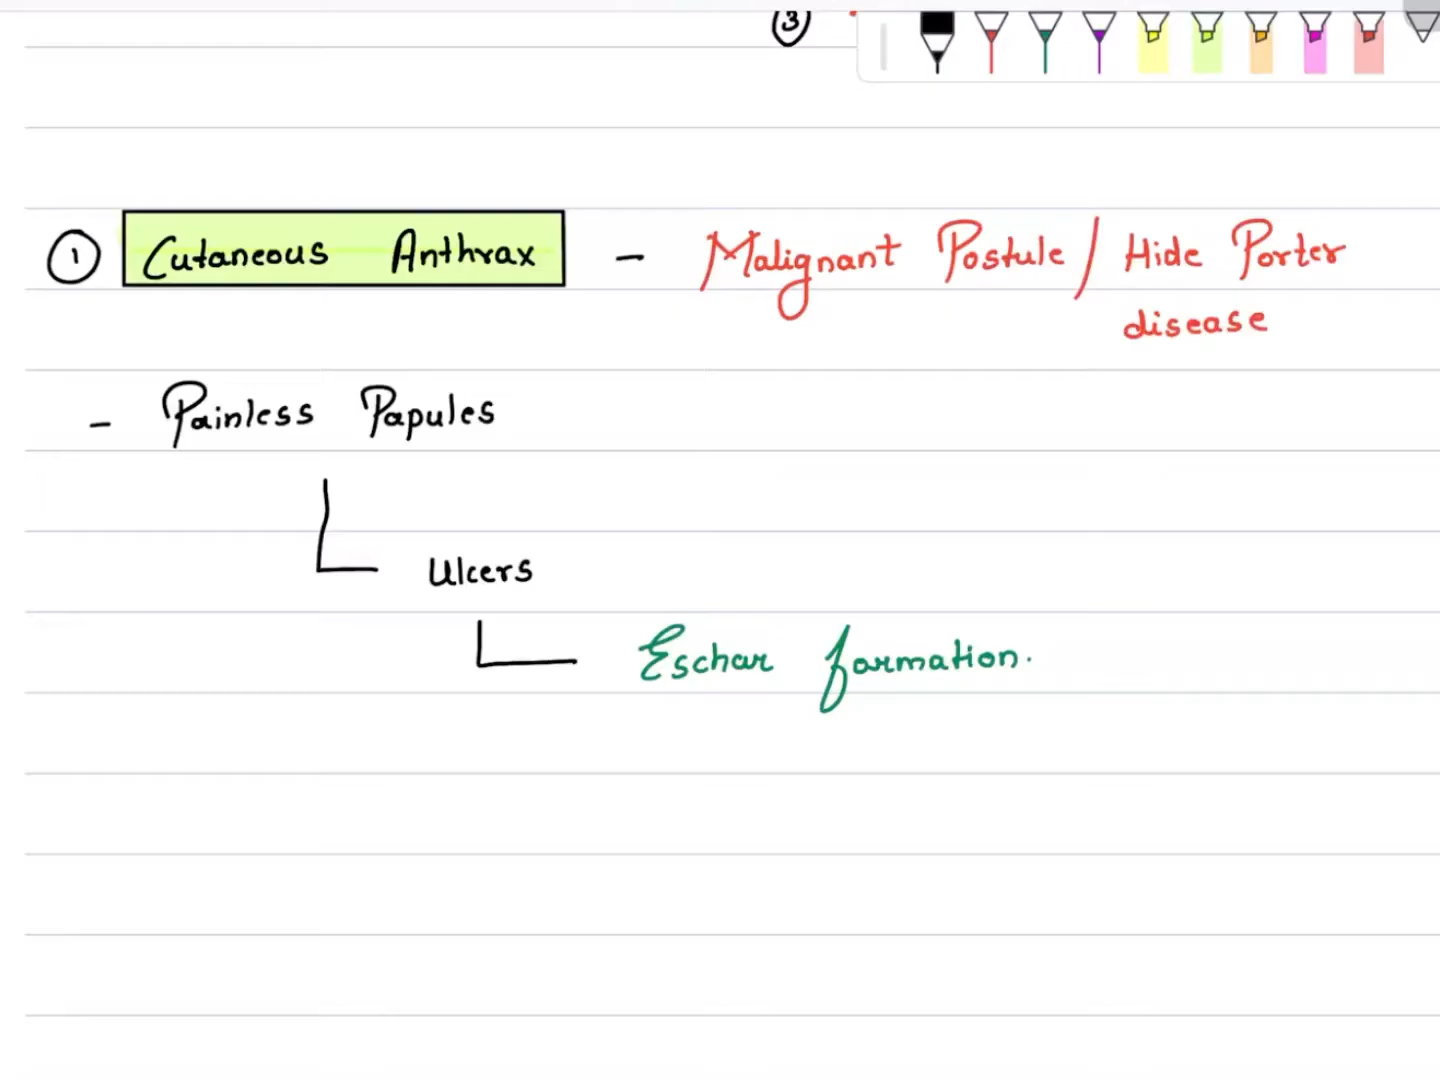 ③
① Cutaneous Anthrax - Malignant Postule / Hide Porter
disease
- Painless Papules
Ulcers
Eschar formation.